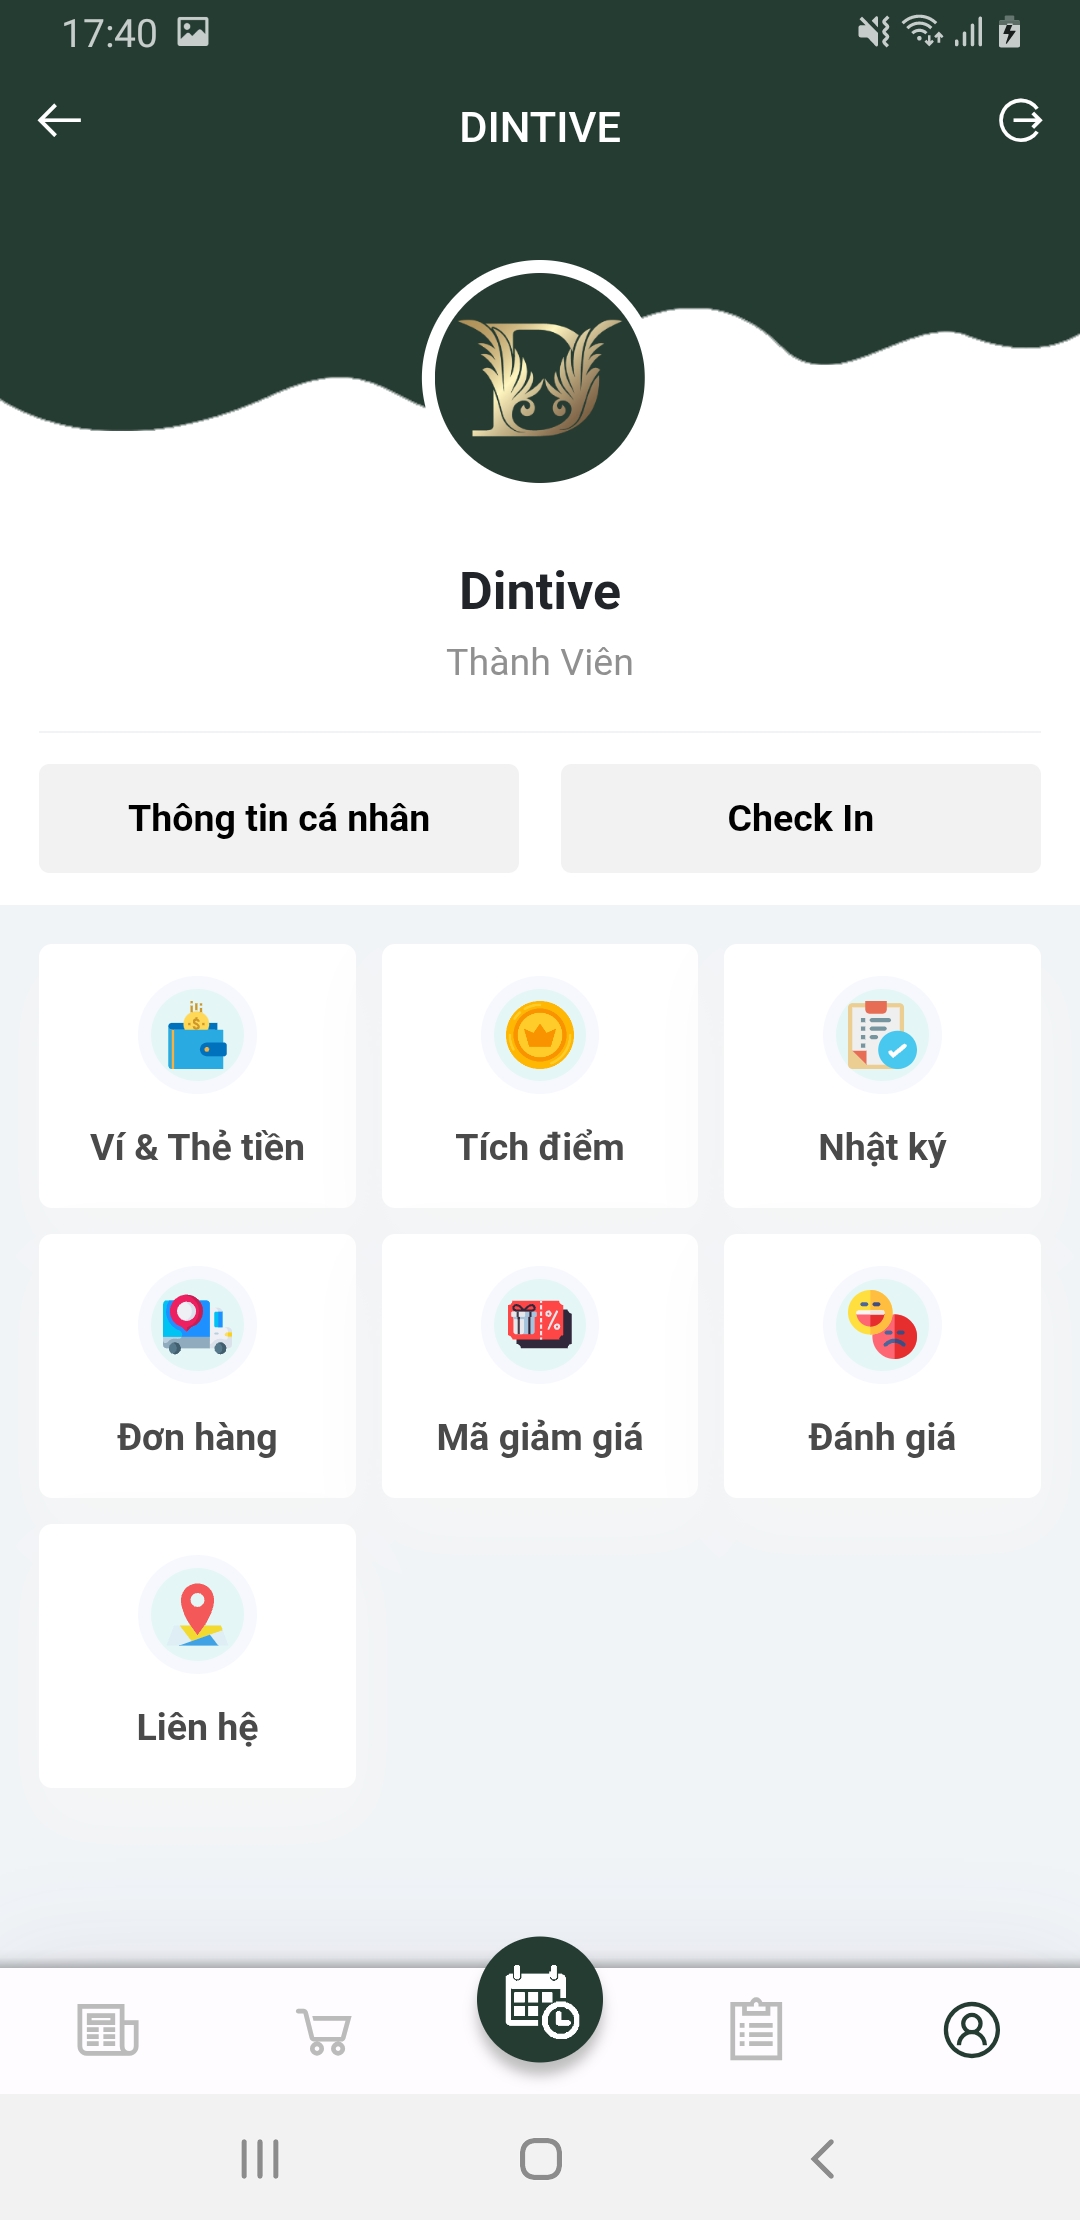 17:40
DINTIVE
Dintive
Thành Viên
Thông tin cá nhân
Check In
Ví & Thẻ tiền
Tích điểm
Nhật ký
Đơn hàng
Mã giảm giá
Đánh giá
Liên hệ